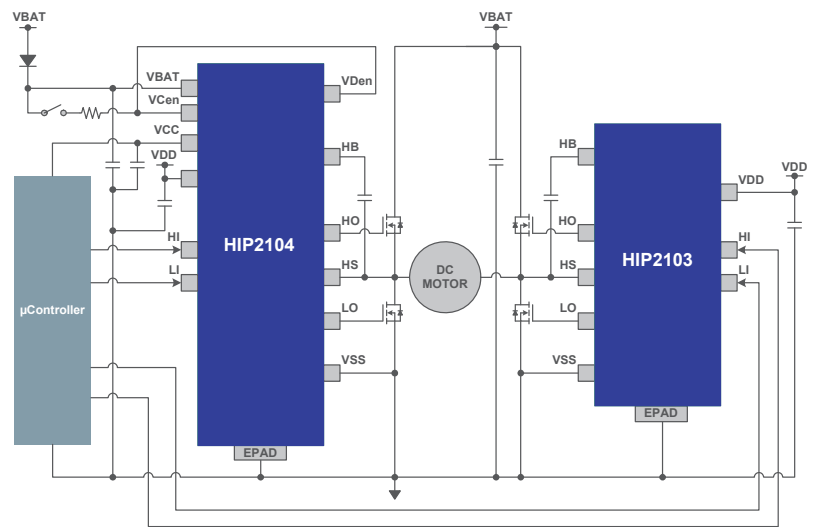 VBAT
VBAT
VBAT
VDen
VCen
VCC
VDD
HB
HB
VDD
VDD
HI
HO
HO
HI
HIP2104
HIP2103
LI
HS
DC
MOTOR
HS
LI
µController
LO
LO
VSS
VSS
EPAD
EPAD